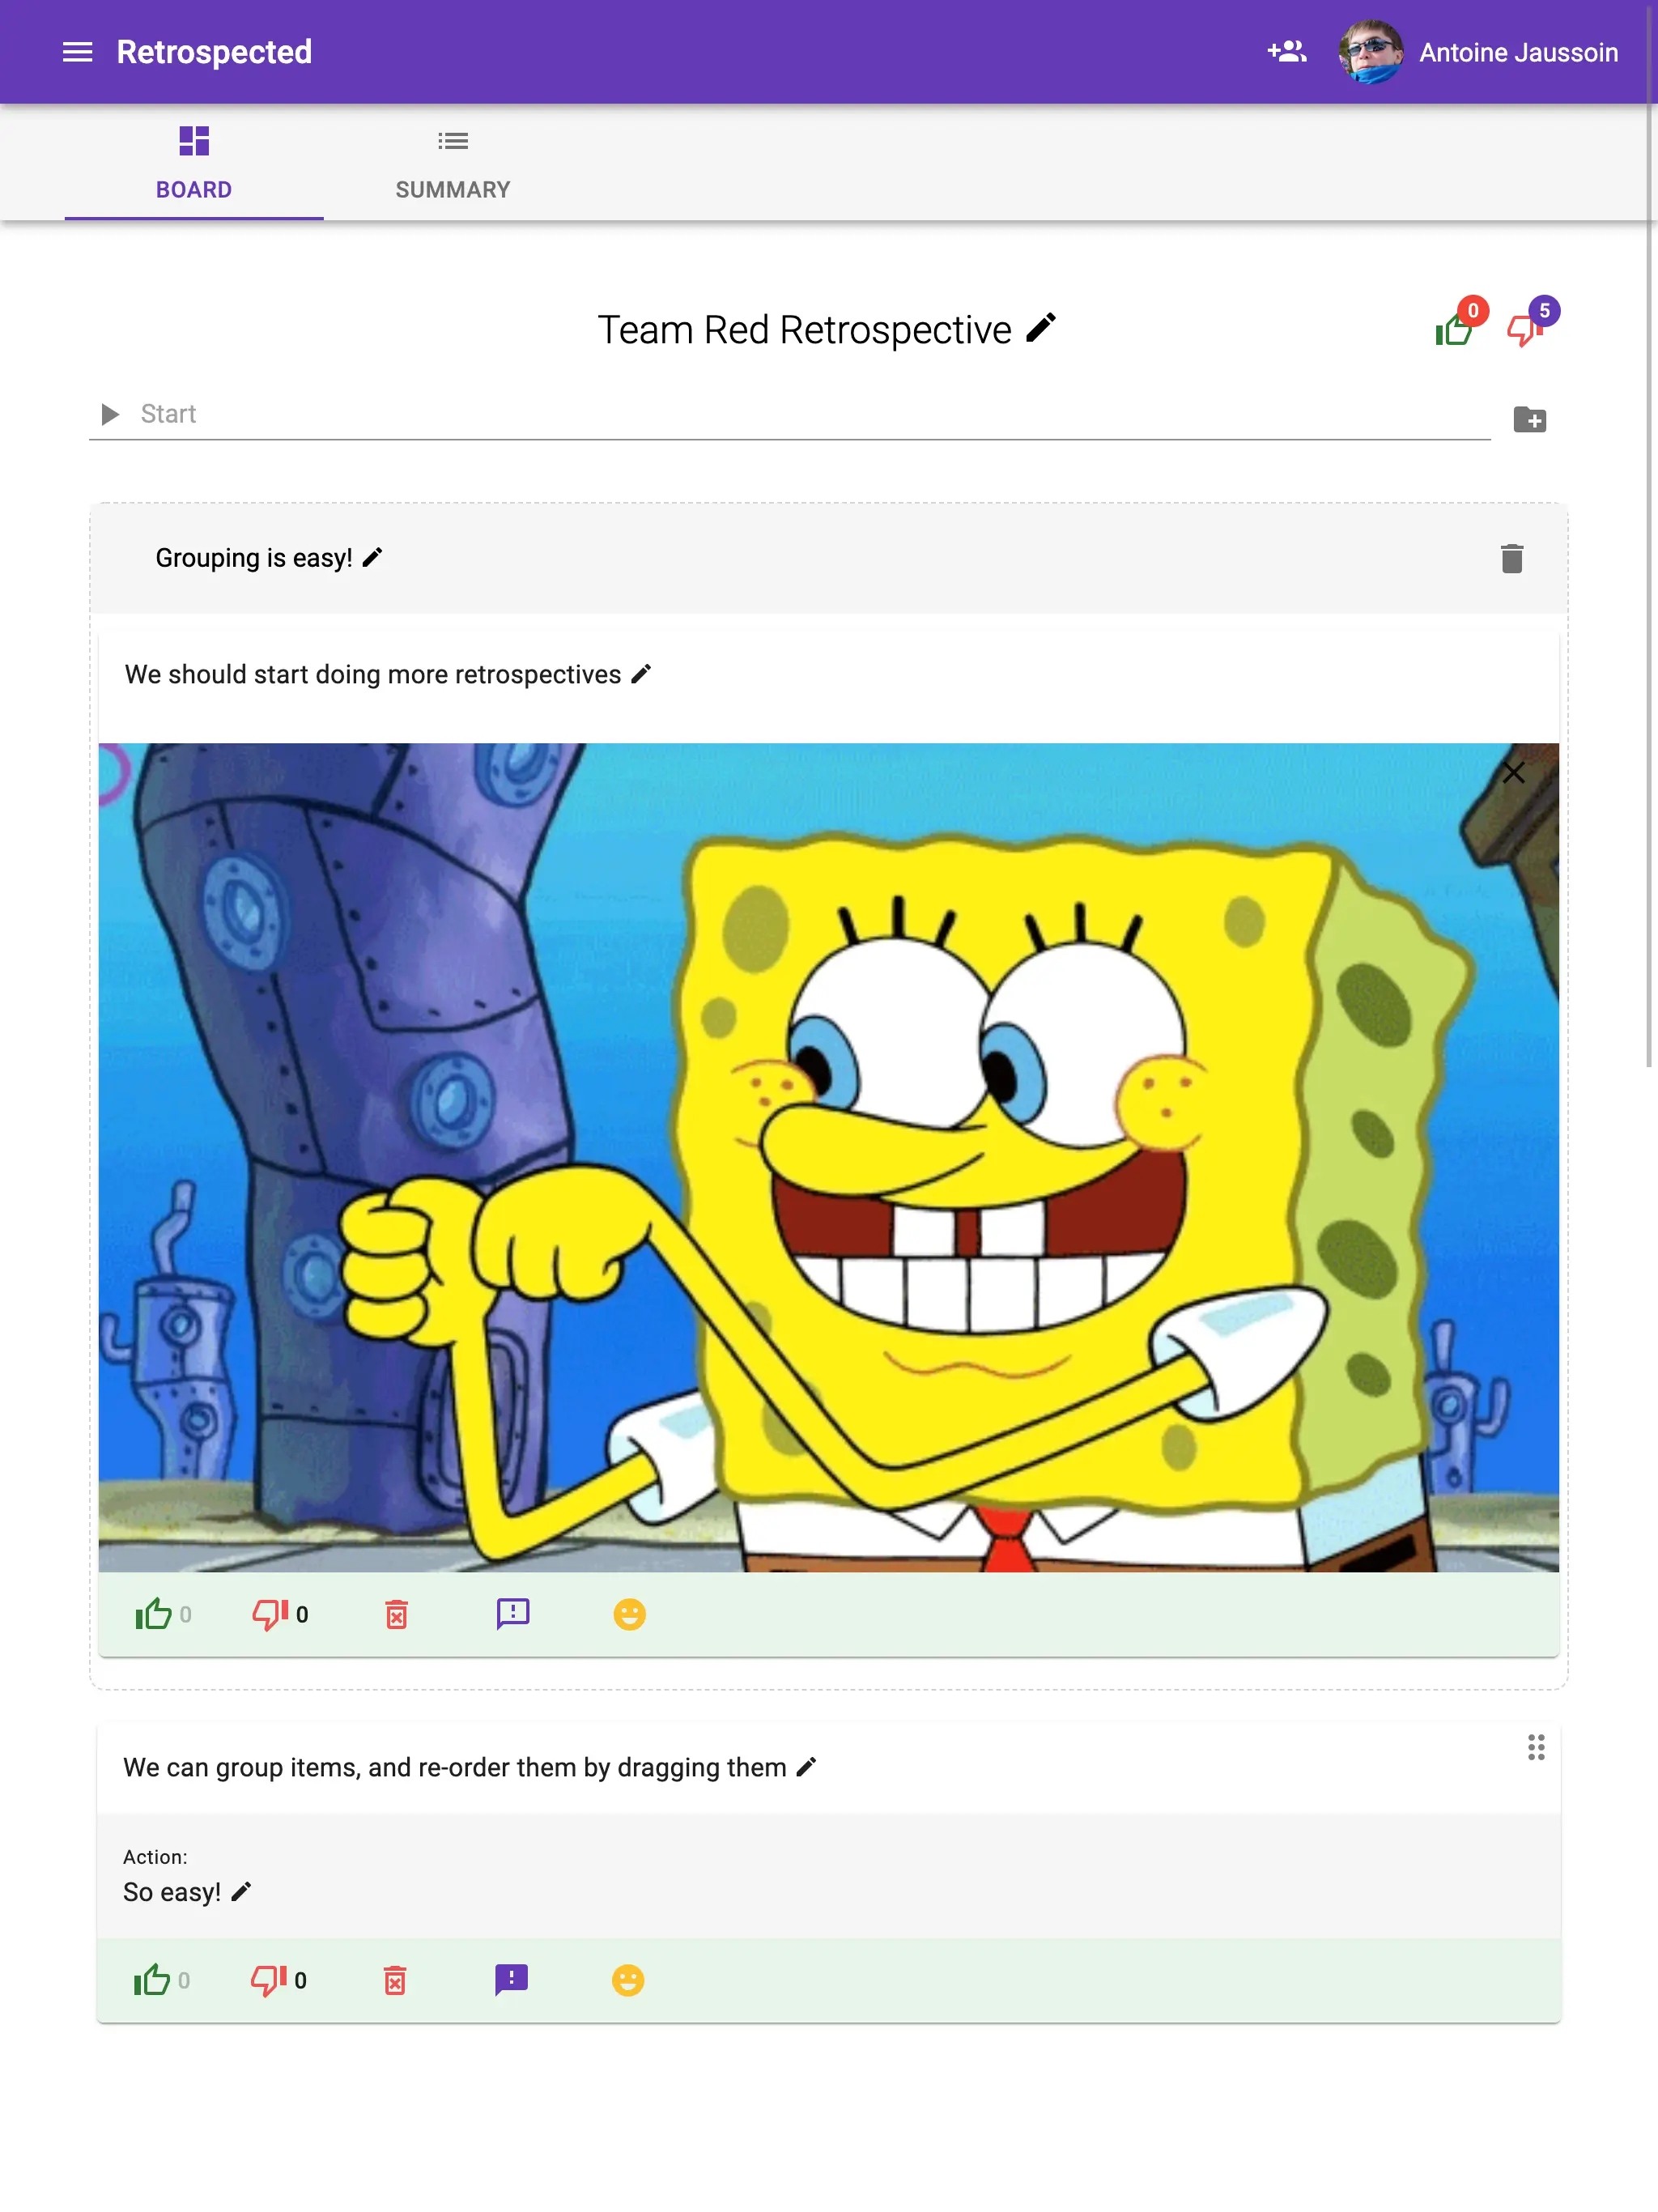 Retrospected
Antoine Jaussoin
BOARD
SUMMARY
Team Red Retrospective
0
5
Start
Grouping is easy!
We should start doing more retrospectives
0
0
We can group items, and re-order them by dragging them
Action:
So easy!
0
0